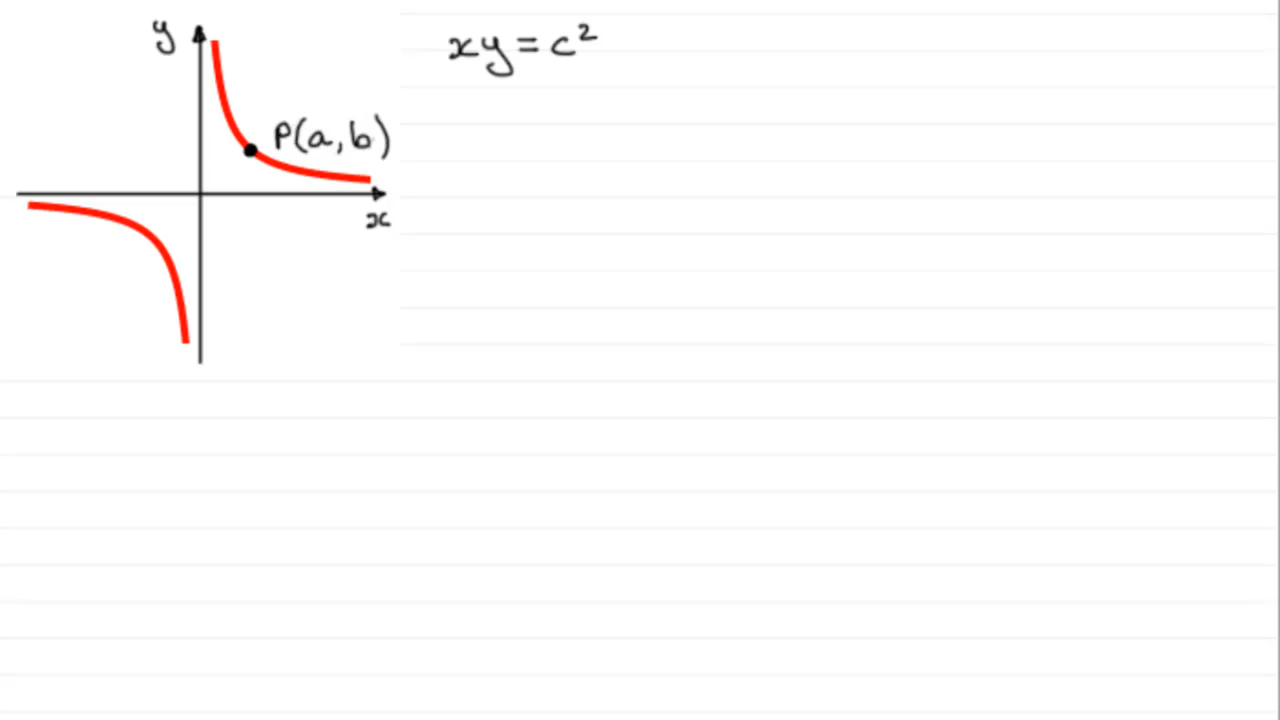 y
xy = c²
P(a, b)
x